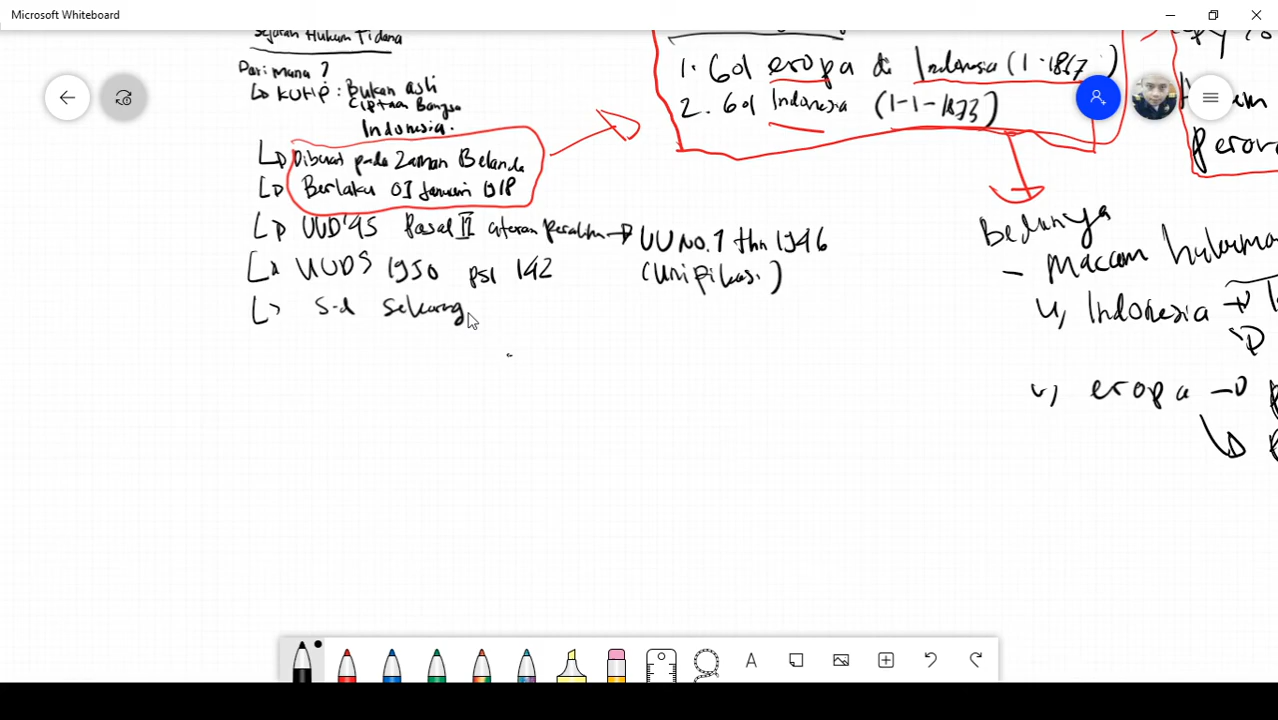 Microsoft Whiteboard
Sejarah Hukum Pidana
Dari mana ?
KUHP : Bukan asli
Ciptaan Bangsa
Indonesia.
Dibuat pada Zaman Belanda
Berlaku 01 Januari 1918
UUD'45 Pasal II aturan peralihan → UU No. 1 thn 1946
(Unifikasi)
UUDS 1950 psl 142
s.d Sekarang
1. Gol eropa di Indonesia (1-1867)
2. Gol Indonesia (1-1-1873)
Bedanya
- Macam hukuman
Indonesia →
eropa →
A